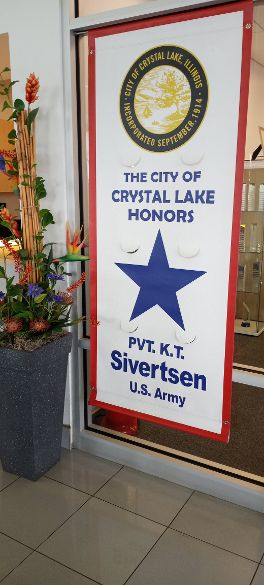 CITY OF CRYSTAL LAKE, ILLINOIS
INCORPORATED SEPTEMBER, 1914
THE CITY OF
CRYSTAL LAKE
HONORS
PVT. K.T.
Sivertsen
U.S. Army